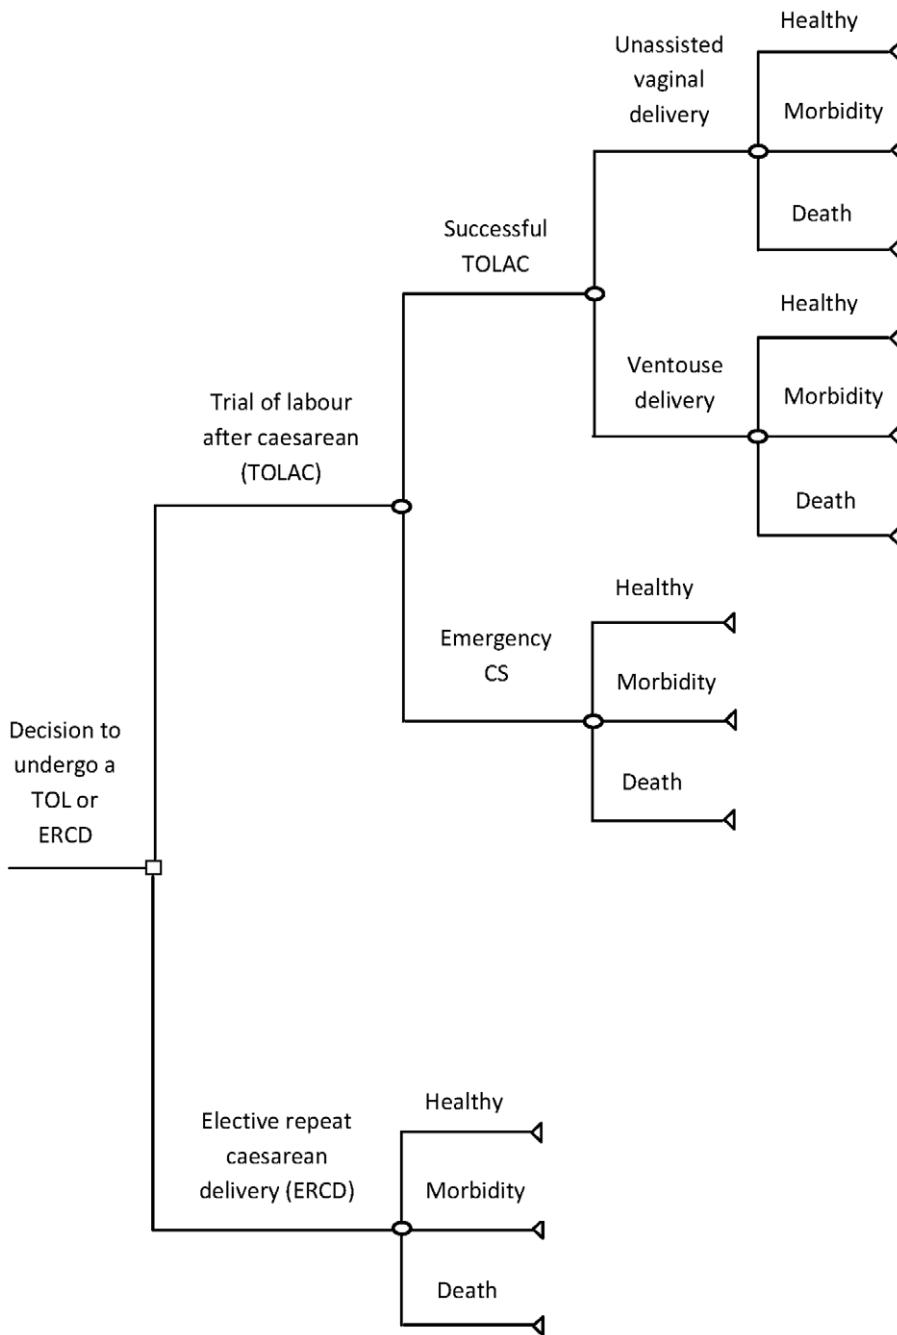 Healthy
Unassisted
vaginal
delivery
Morbidity
Death
Successful
TOLAC
Healthy
Ventouse
delivery
Morbidity
Death
Trial of labour
after caesarean
(TOLAC)
Healthy
Emergency
CS
Morbidity
Death
Decision to
undergo a
TOL or
ERCD
Healthy
Elective repeat
caesarean
delivery (ERCD)
Morbidity
Death